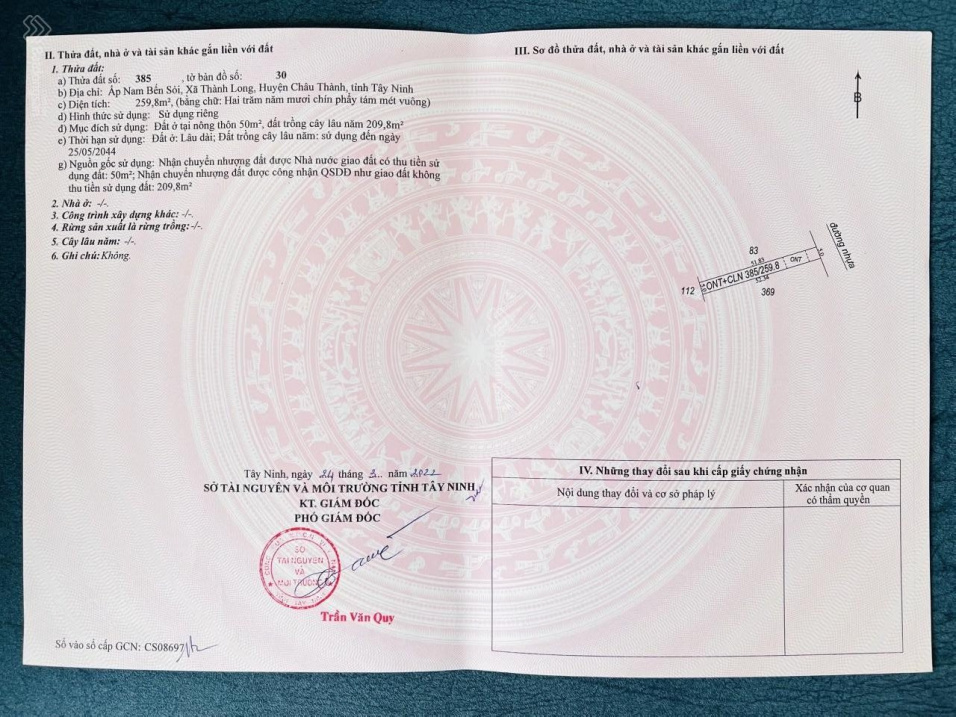 II. Thửa đất, nhà ở và tài sản khác gắn liền với đất
1. Thửa đất:
a) Thửa đất số: 385 , tờ bản đồ số: 30
b) Địa chỉ: Ấp Nam Bến Sỏi, Xã Thành Long, Huyện Châu Thành, tỉnh Tây Ninh
c) Diện tích: 259,8m², (bằng chữ: Hai trăm năm mươi chín phẩy tám mét vuông)
d) Hình thức sử dụng: Sử dụng riêng
đ) Mục đích sử dụng: Đất ở tại nông thôn 50m², đất trồng cây lâu năm 209,8m²
e) Thời hạn sử dụng: Đất ở: Lâu dài; Đất trồng cây lâu năm: sử dụng đến ngày
25/05/2044
g) Nguồn gốc sử dụng: Nhận chuyển nhượng đất được Nhà nước giao đất có thu tiền sử
dụng đất: 50m²; Nhận chuyển nhượng đất được công nhận QSDĐ như giao đất không
thu tiền sử dụng đất: 209,8m²
2. Nhà ở: -/-.
3. Công trình xây dựng khác: -/-.
4. Rừng sản xuất là rừng trồng: -/-.
5. Cây lâu năm: -/-.
6. Ghi chú: Không.
Tây Ninh, ngày 24 tháng 3 năm 2022
SỞ TÀI NGUYÊN VÀ MÔI TRƯỜNG TỈNH TÂY NINH
KT. GIÁM ĐỐC
PHÓ GIÁM ĐỐC
SỞ
TÀI NGUYÊN
VÀ
MÔI TRƯỜNG
Trần Văn Quy
Số vào sổ cấp GCN: CS08697
III. Sơ đồ thửa đất, nhà ở và tài sản khác gắn liền với đất
B
đường nhựa
83
51.83
5.0
ONT+CLN 385/259.8
ONT
112
369
IV. Những thay đổi sau khi cấp giấy chứng nhận
Nội dung thay đổi và cơ sở pháp lý
Xác nhận của cơ quan
có thẩm quyền